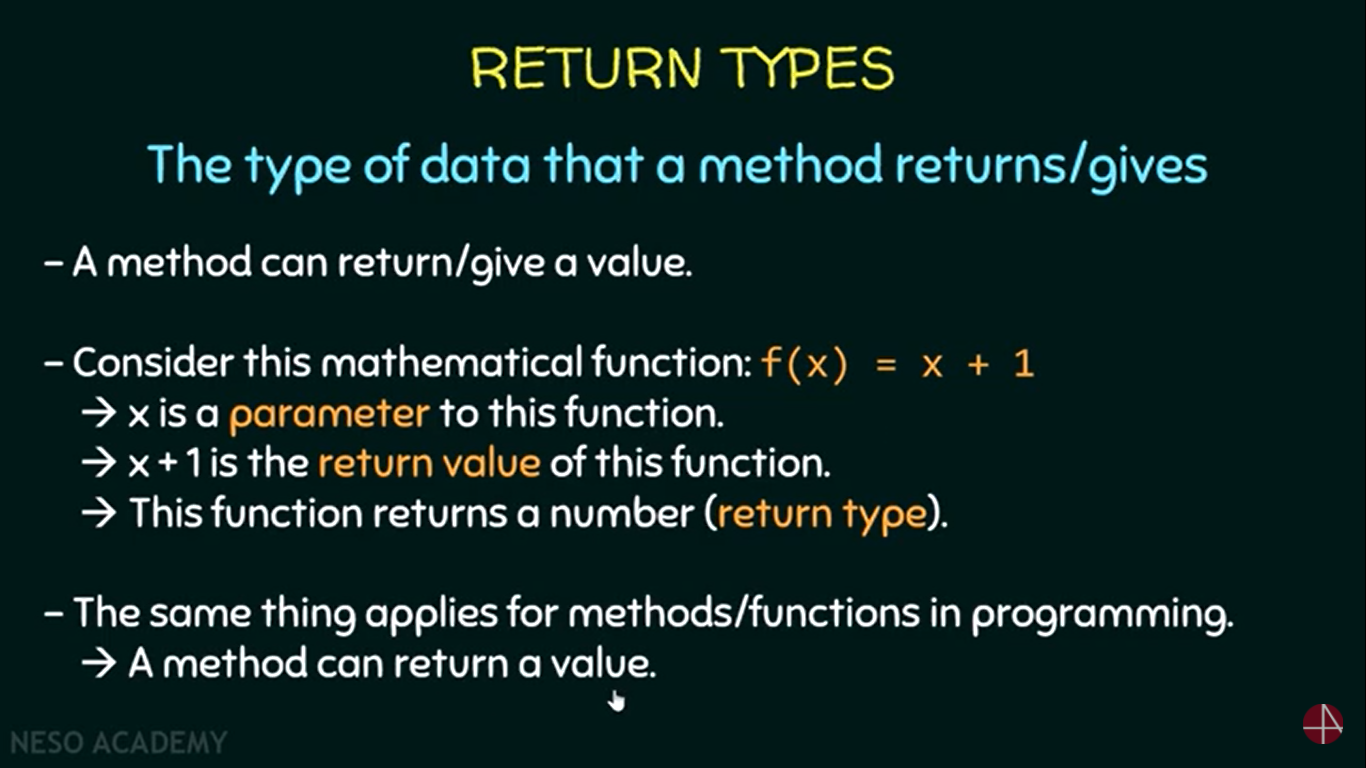 RETURN TYPES
The type of data that a method returns/gives
– A method can return/give a value.
– Consider this mathematical function: f(x) = x + 1
→ x is a parameter to this function.
→ x + 1 is the return value of this function.
→ This function returns a number (return type).
– The same thing applies for methods/functions in programming.
→ A method can return a value.
NESO ACADEMY